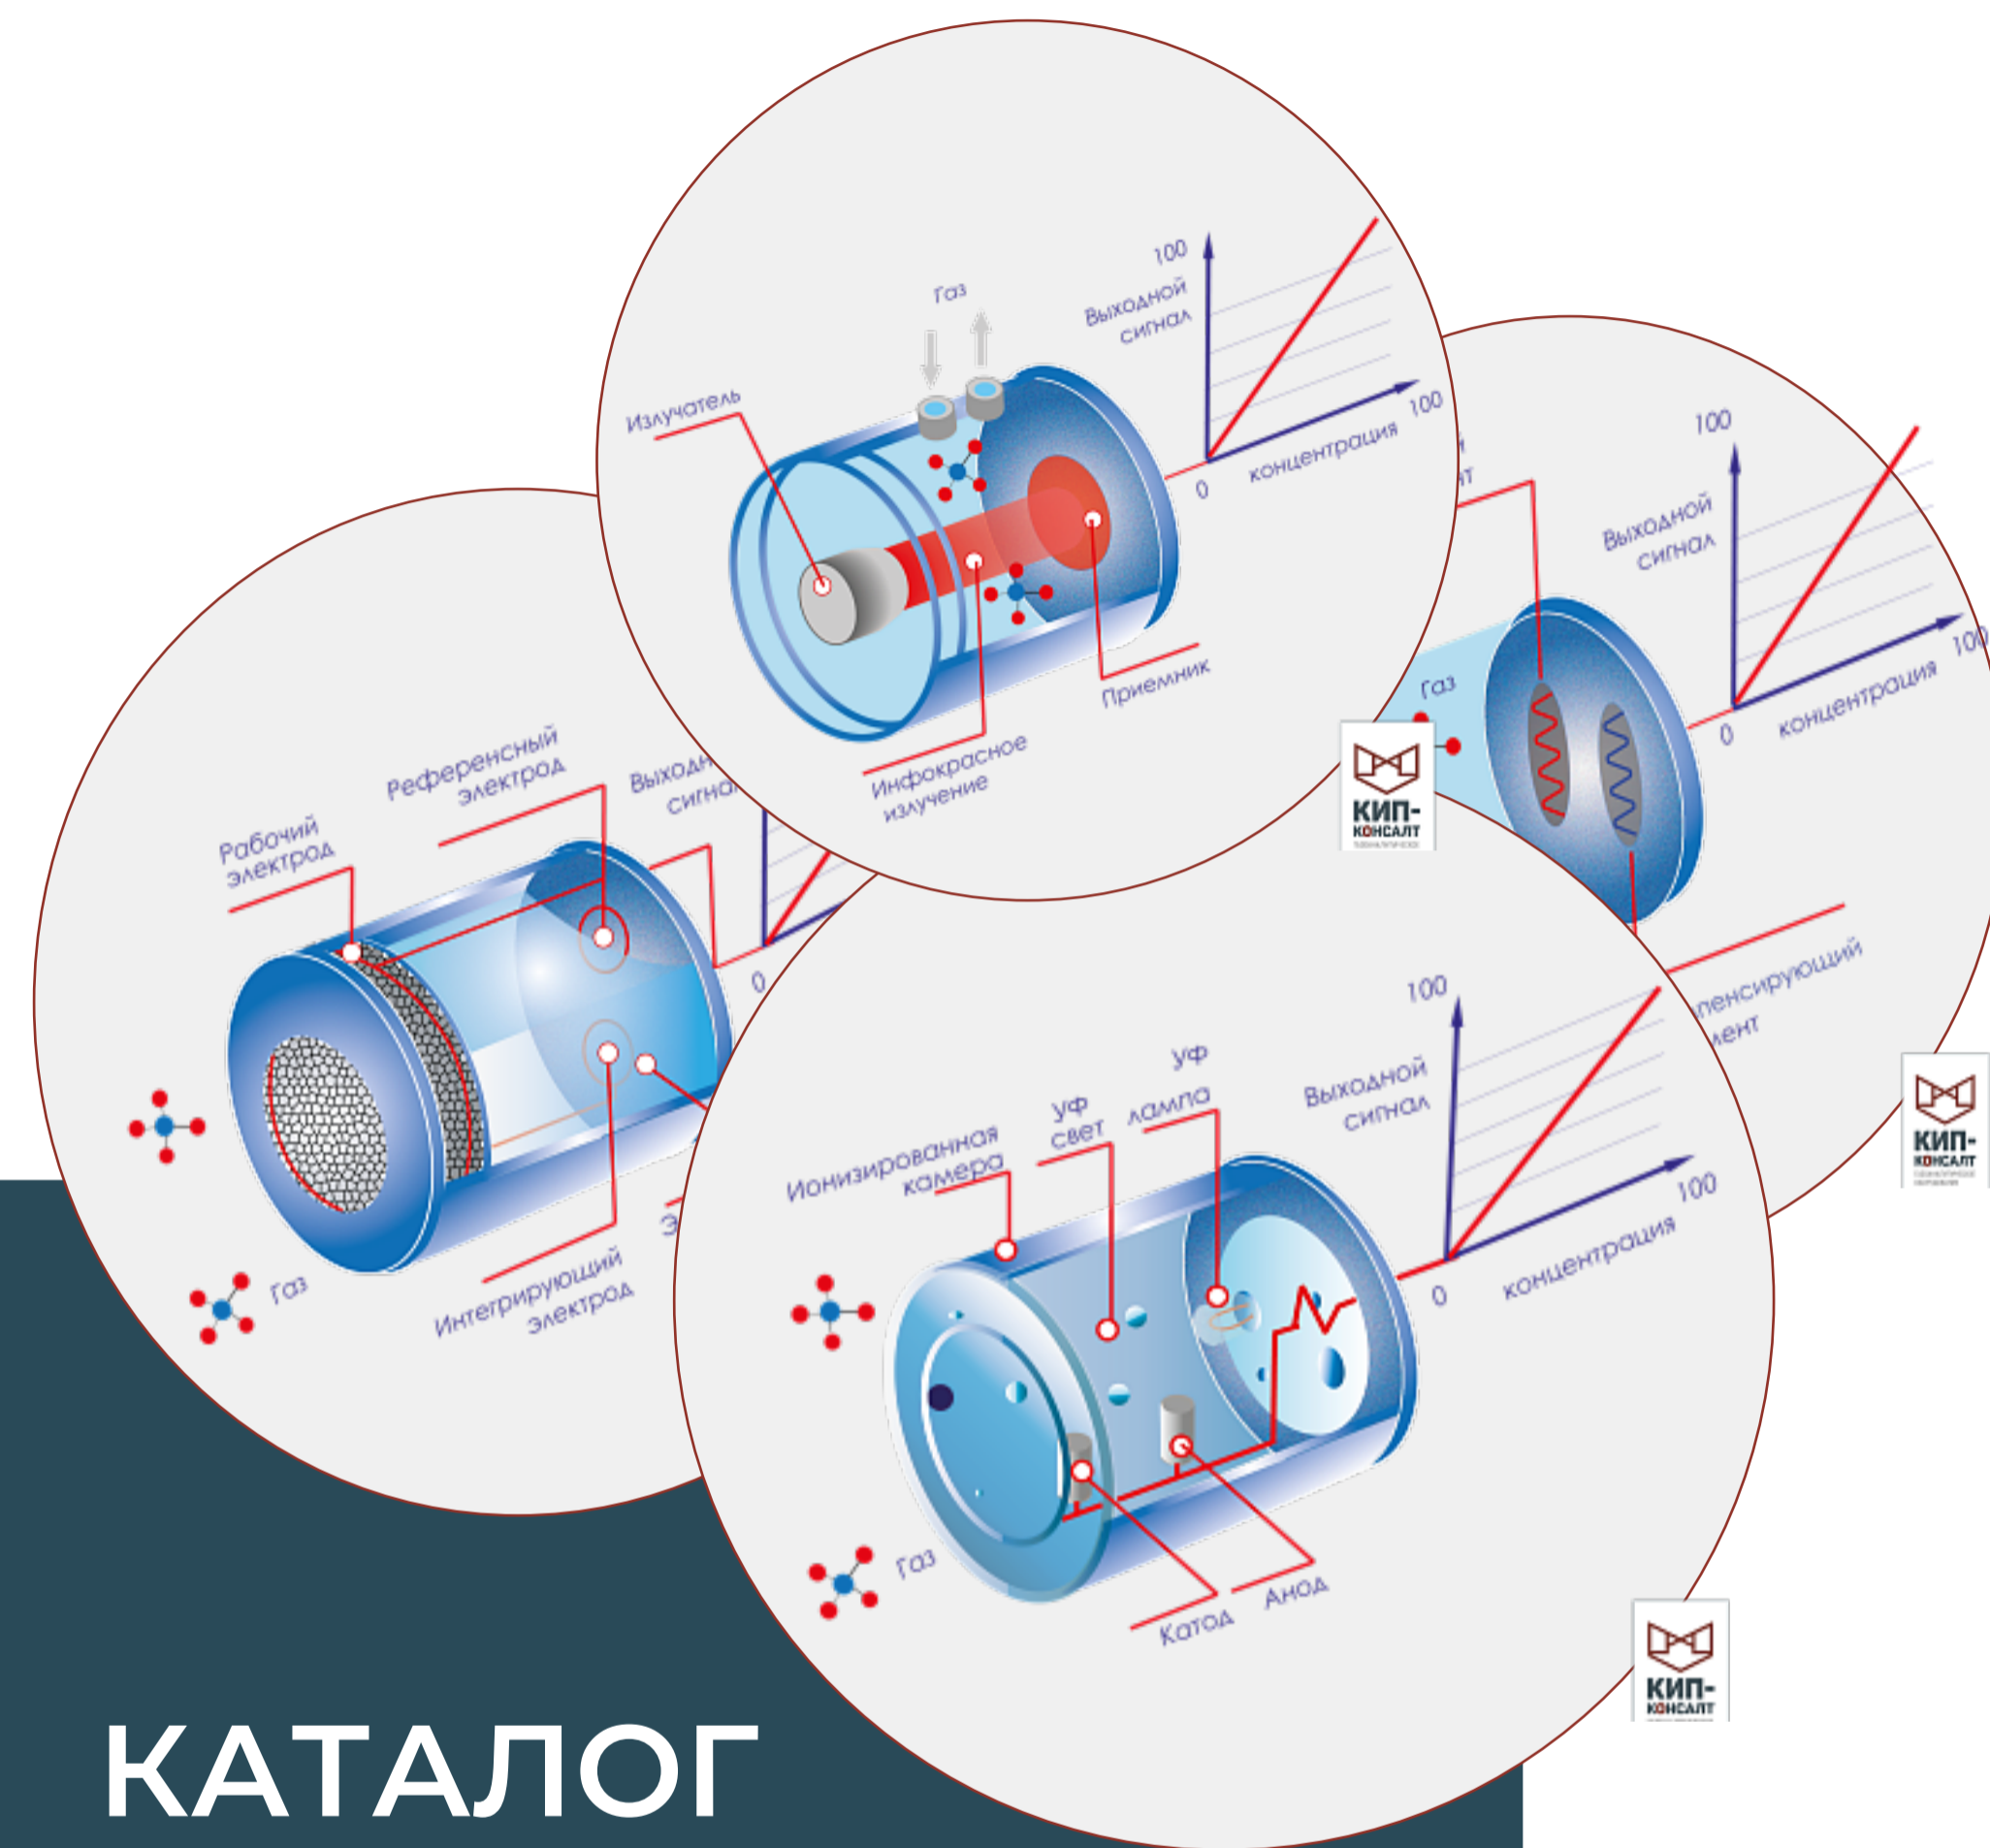 Газ
100
Выходной
сигнал
100
концентрация
0
Излучатель
Приемник
Инфокрасное
излучение
100
Выходной
сигнал
100
концентрация
0
Газ
КИП-
КОНСАЛТ
Референсный
электрод
Рабочий
электрод
0
Интегрирующий
электрод
Газ
100
Выходной
сигнал
100
концентрация
0
УФ
лампа
УФ
свет
Ионизированная
камера
Газ
Катод
Анод
КИП-
КОНСАЛТ
КИП-
КОНСАЛТ
КАТАЛОГ